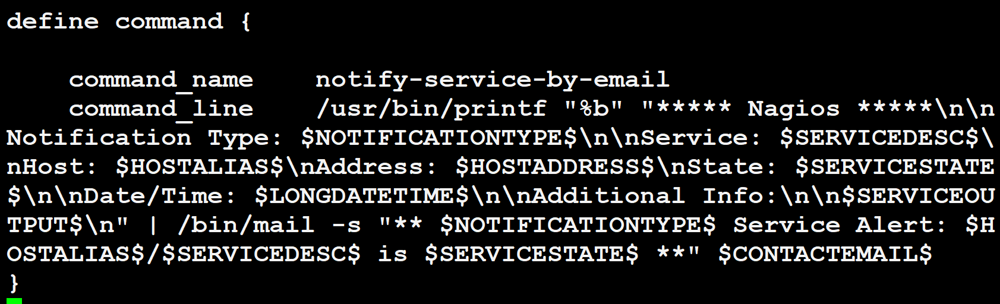 define command {
    command_name    notify-service-by-email
    command_line    /usr/bin/printf "%b" "***** Nagios *****\n\n
Notification Type: $NOTIFICATIONTYPE$\n\nService: $SERVICEDESC$\
nHost: $HOSTALIAS$\nAddress: $HOSTADDRESS$\nState: $SERVICESTATE
$\n\nDate/Time: $LONGDATETIME$\n\nAdditional Info:\n\n$SERVICEOU
TPUT$\n" | /bin/mail -s "** $NOTIFICATIONTYPE$ Service Alert: $H
OSTALIAS$/$SERVICEDESC$ is $SERVICESTATE$ **" $CONTACTEMAIL$
}